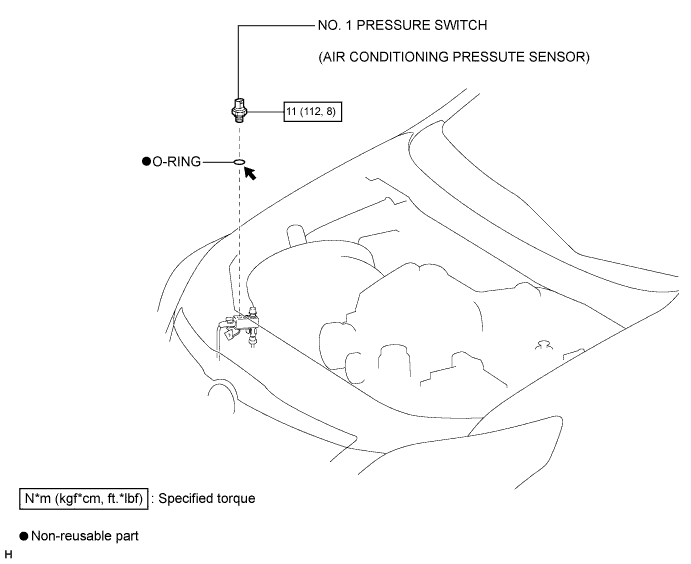 NO. 1 PRESSURE SWITCH
(AIR CONDITIONING PRESSUTE SENSOR)
11 (112, 8)
●O-RING
N*m (kgf*cm, ft.*lbf) : Specified torque
●Non-reusable part
H